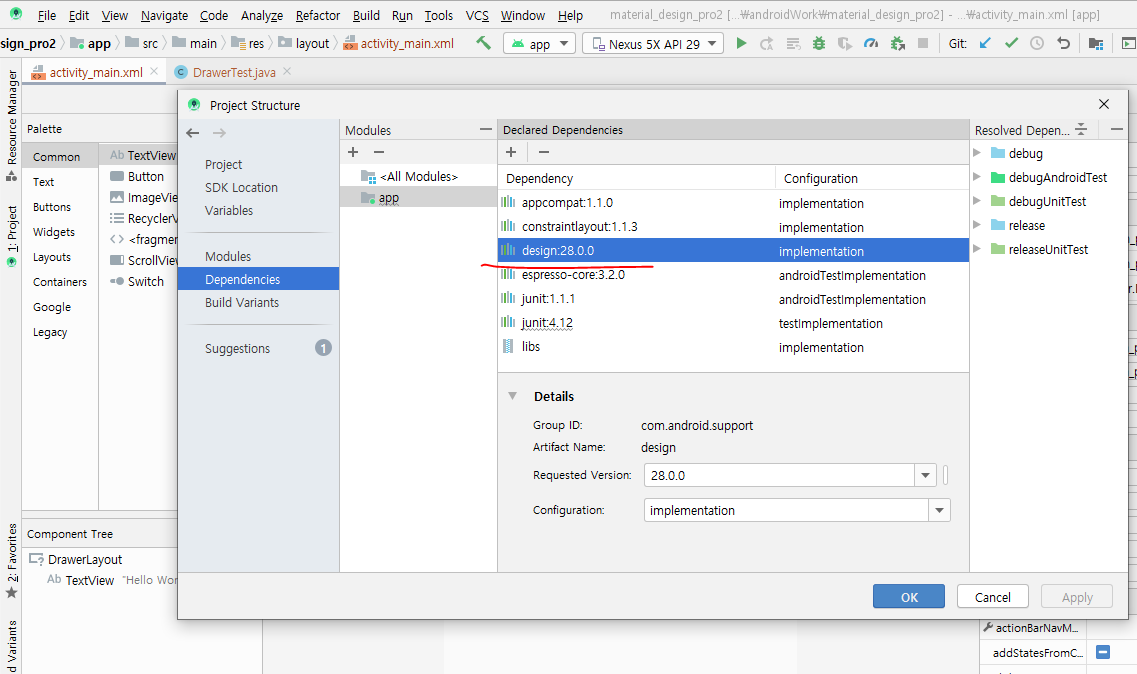 File Edit View Navigate Code Analyze Refactor Build Run Tools VCS Window Help material_design_pro2 [...₩androidWork₩material_design_pro2] - ...₩activity_main.xml [app]
sign_pro2 app src main res layout activity_main.xml app Nexus 5X API 29 Git:
activity_main.xml DrawerTest.java
Resource Manager
1: Project
2: Favorites
d Variants
Palette
Common
Text
Buttons
Widgets
Layouts
Containers
Google
Legacy
Ab TextView
Button
ImageVie
RecyclerV
<fragmer
ScrollView
Switch
Component Tree
DrawerLayout
Ab TextView "Hello Wor
Project Structure
Project
SDK Location
Variables
Modules
Dependencies
Build Variants
Suggestions 1
Modules
<All Modules>
app
Declared Dependencies
Dependency Configuration
appcompat:1.1.0 implementation
constraintlayout:1.1.3 implementation
design:28.0.0 implementation
espresso-core:3.2.0 androidTestImplementation
junit:1.1.1 androidTestImplementation
junit:4.12 testImplementation
libs implementation
Details
Group ID: com.android.support
Artifact Name: design
Requested Version: 28.0.0
Configuration: implementation
Resolved Depen...
debug
debugAndroidTest
debugUnitTest
release
releaseUnitTest
OK Cancel Apply
actionBarNavM...
addStatesFromC...